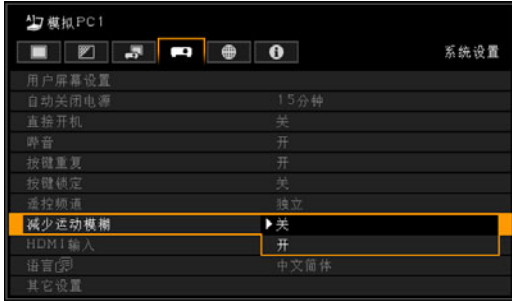 模拟PC1
系统设置
用户屏幕设置
自动关闭电源 15分钟
直接开机 关
哔音 开
按键重复 开
按键锁定 关
遥控频道 独立
减少运动模糊 关
HDMI输入 开
语言 中文简体
其它设置